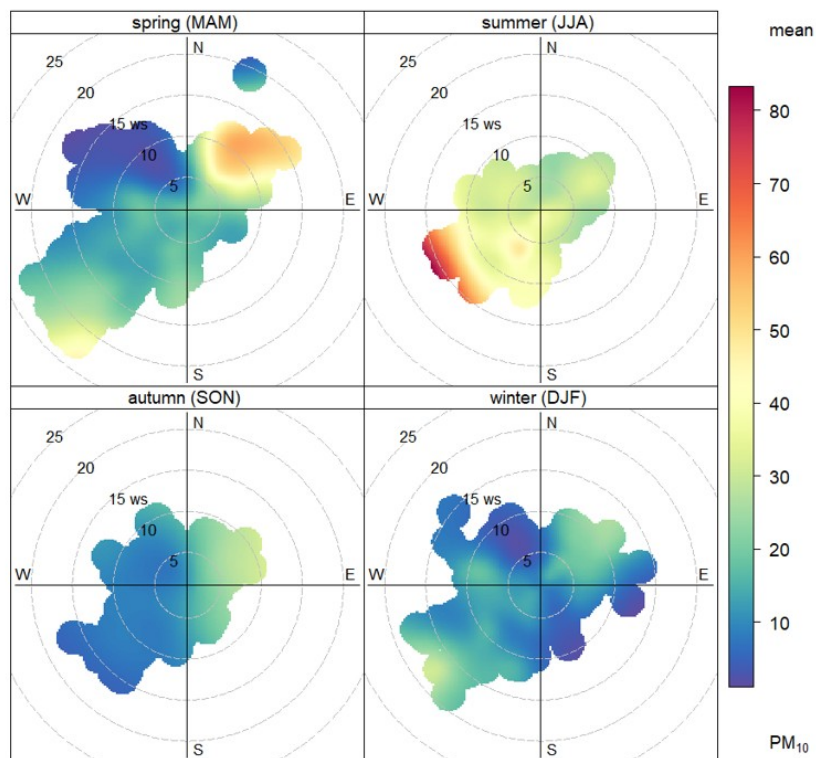 spring (MAM)
summer (JJA)
mean
N
25
20
15 ws
10
5
W
E
S
N
25
20
15 ws
10
5
W
E
S
80
70
60
50
40
30
20
10
autumn (SON)
winter (DJF)
N
25
20
15 ws
10
5
W
E
S
N
25
20
15 ws
10
5
W
E
S
PM₁₀